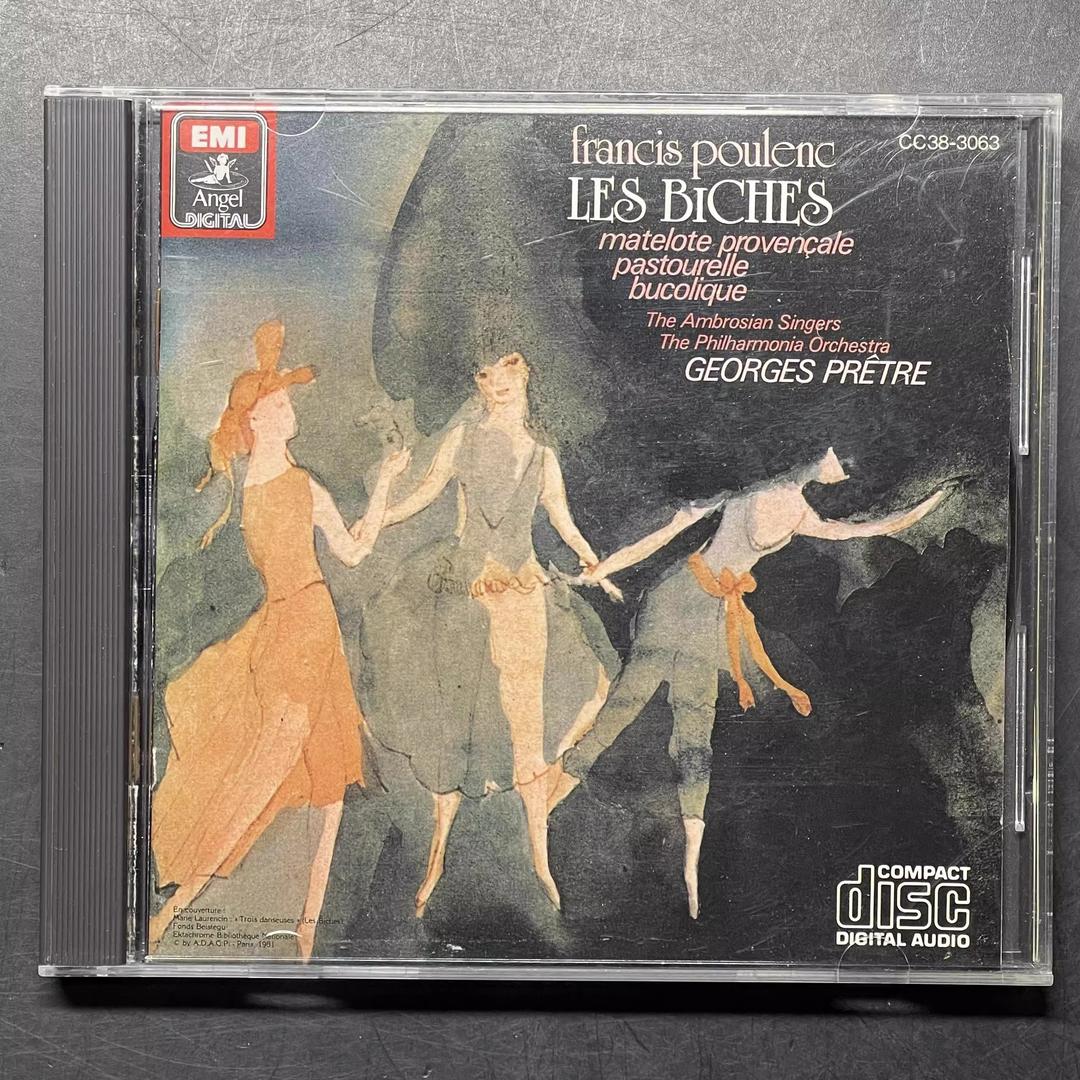 EMI
Angel
DIGITAL
CC38-3063
francis poulenc
LES BICHES
matelote provençale
pastourelle
bucolique
The Ambrosian Singers
The Philharmonia Orchestra
GEORGES PRÊTRE
En couverture :
Marie Laurencin : « Trois danseuses » (Les Biches)
Fonds Beistegui
Ektachrome Bibliothèque Nationale
© by A.D.A.G.P. - Paris, 1981
COMPACT
disc
DIGITAL AUDIO